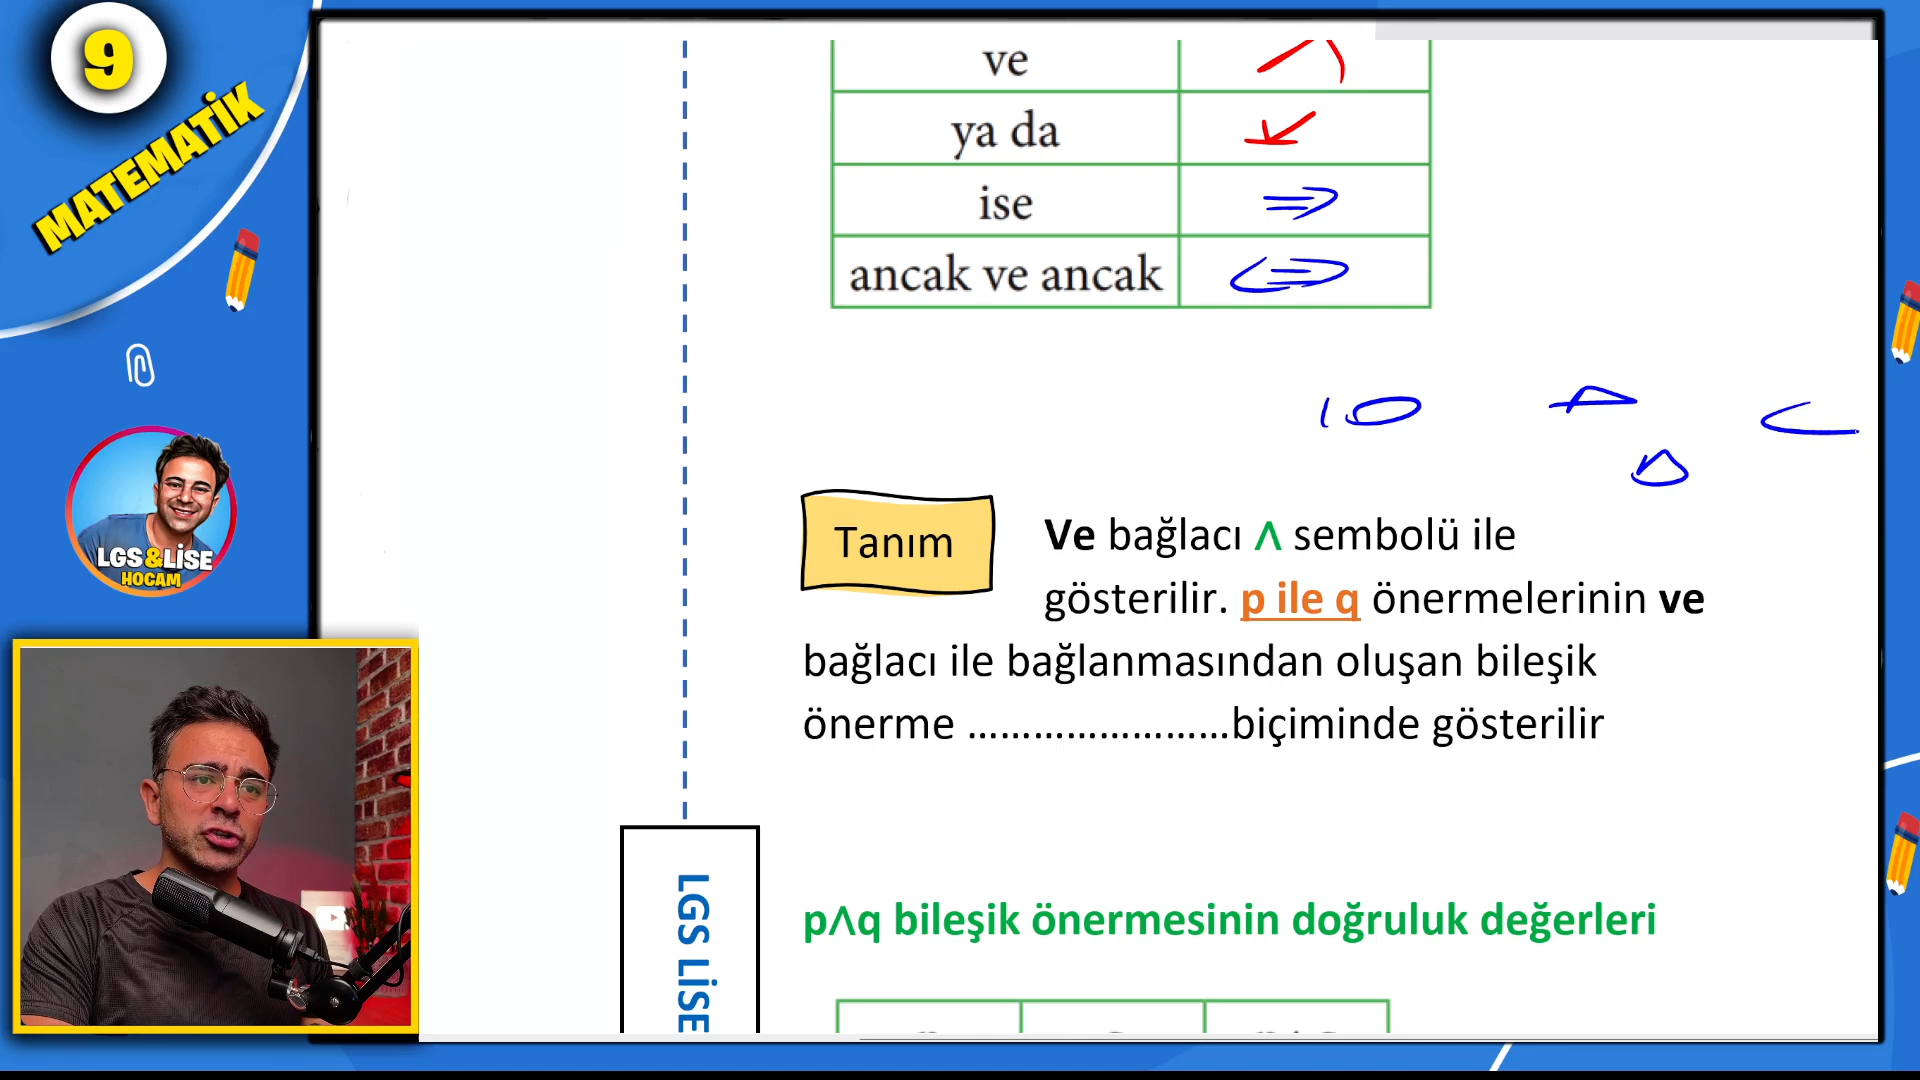 9
MATEMATİK
LGS&LİSE
HOCAM
ve
ya da
ise ⇒
ancak ve ancak ⇔
10
Tanım
Ve bağlacı ∧ sembolü ile
gösterilir. p ile q önermelerinin ve
bağlacı ile bağlanmasından oluşan bileşik
önerme ……………………biçiminde gösterilir
LGS LİSE
p∧q bileşik önermesinin doğruluk değerleri